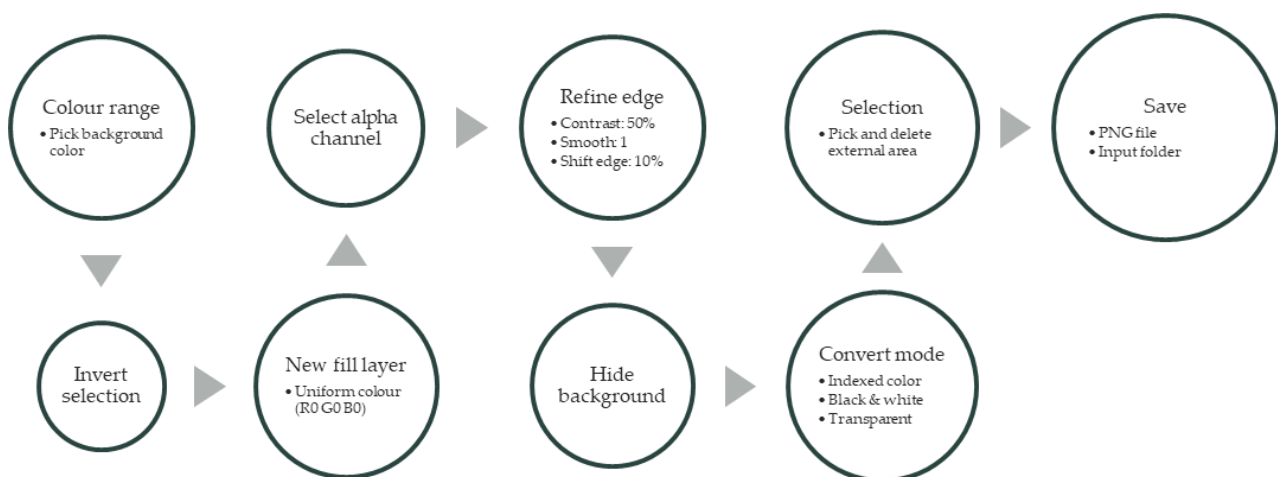 Colour range
• Pick background
color
Invert
selection
New fill layer
• Uniform colour
(R0 G0 B0)
Select alpha
channel
Refine edge
• Contrast: 50%
• Smooth: 1
• Shift edge: 10%
Hide
background
Convert mode
• Indexed color
• Black & white
• Transparent
Selection
• Pick and delete
external area
Save
• PNG file
• Input folder